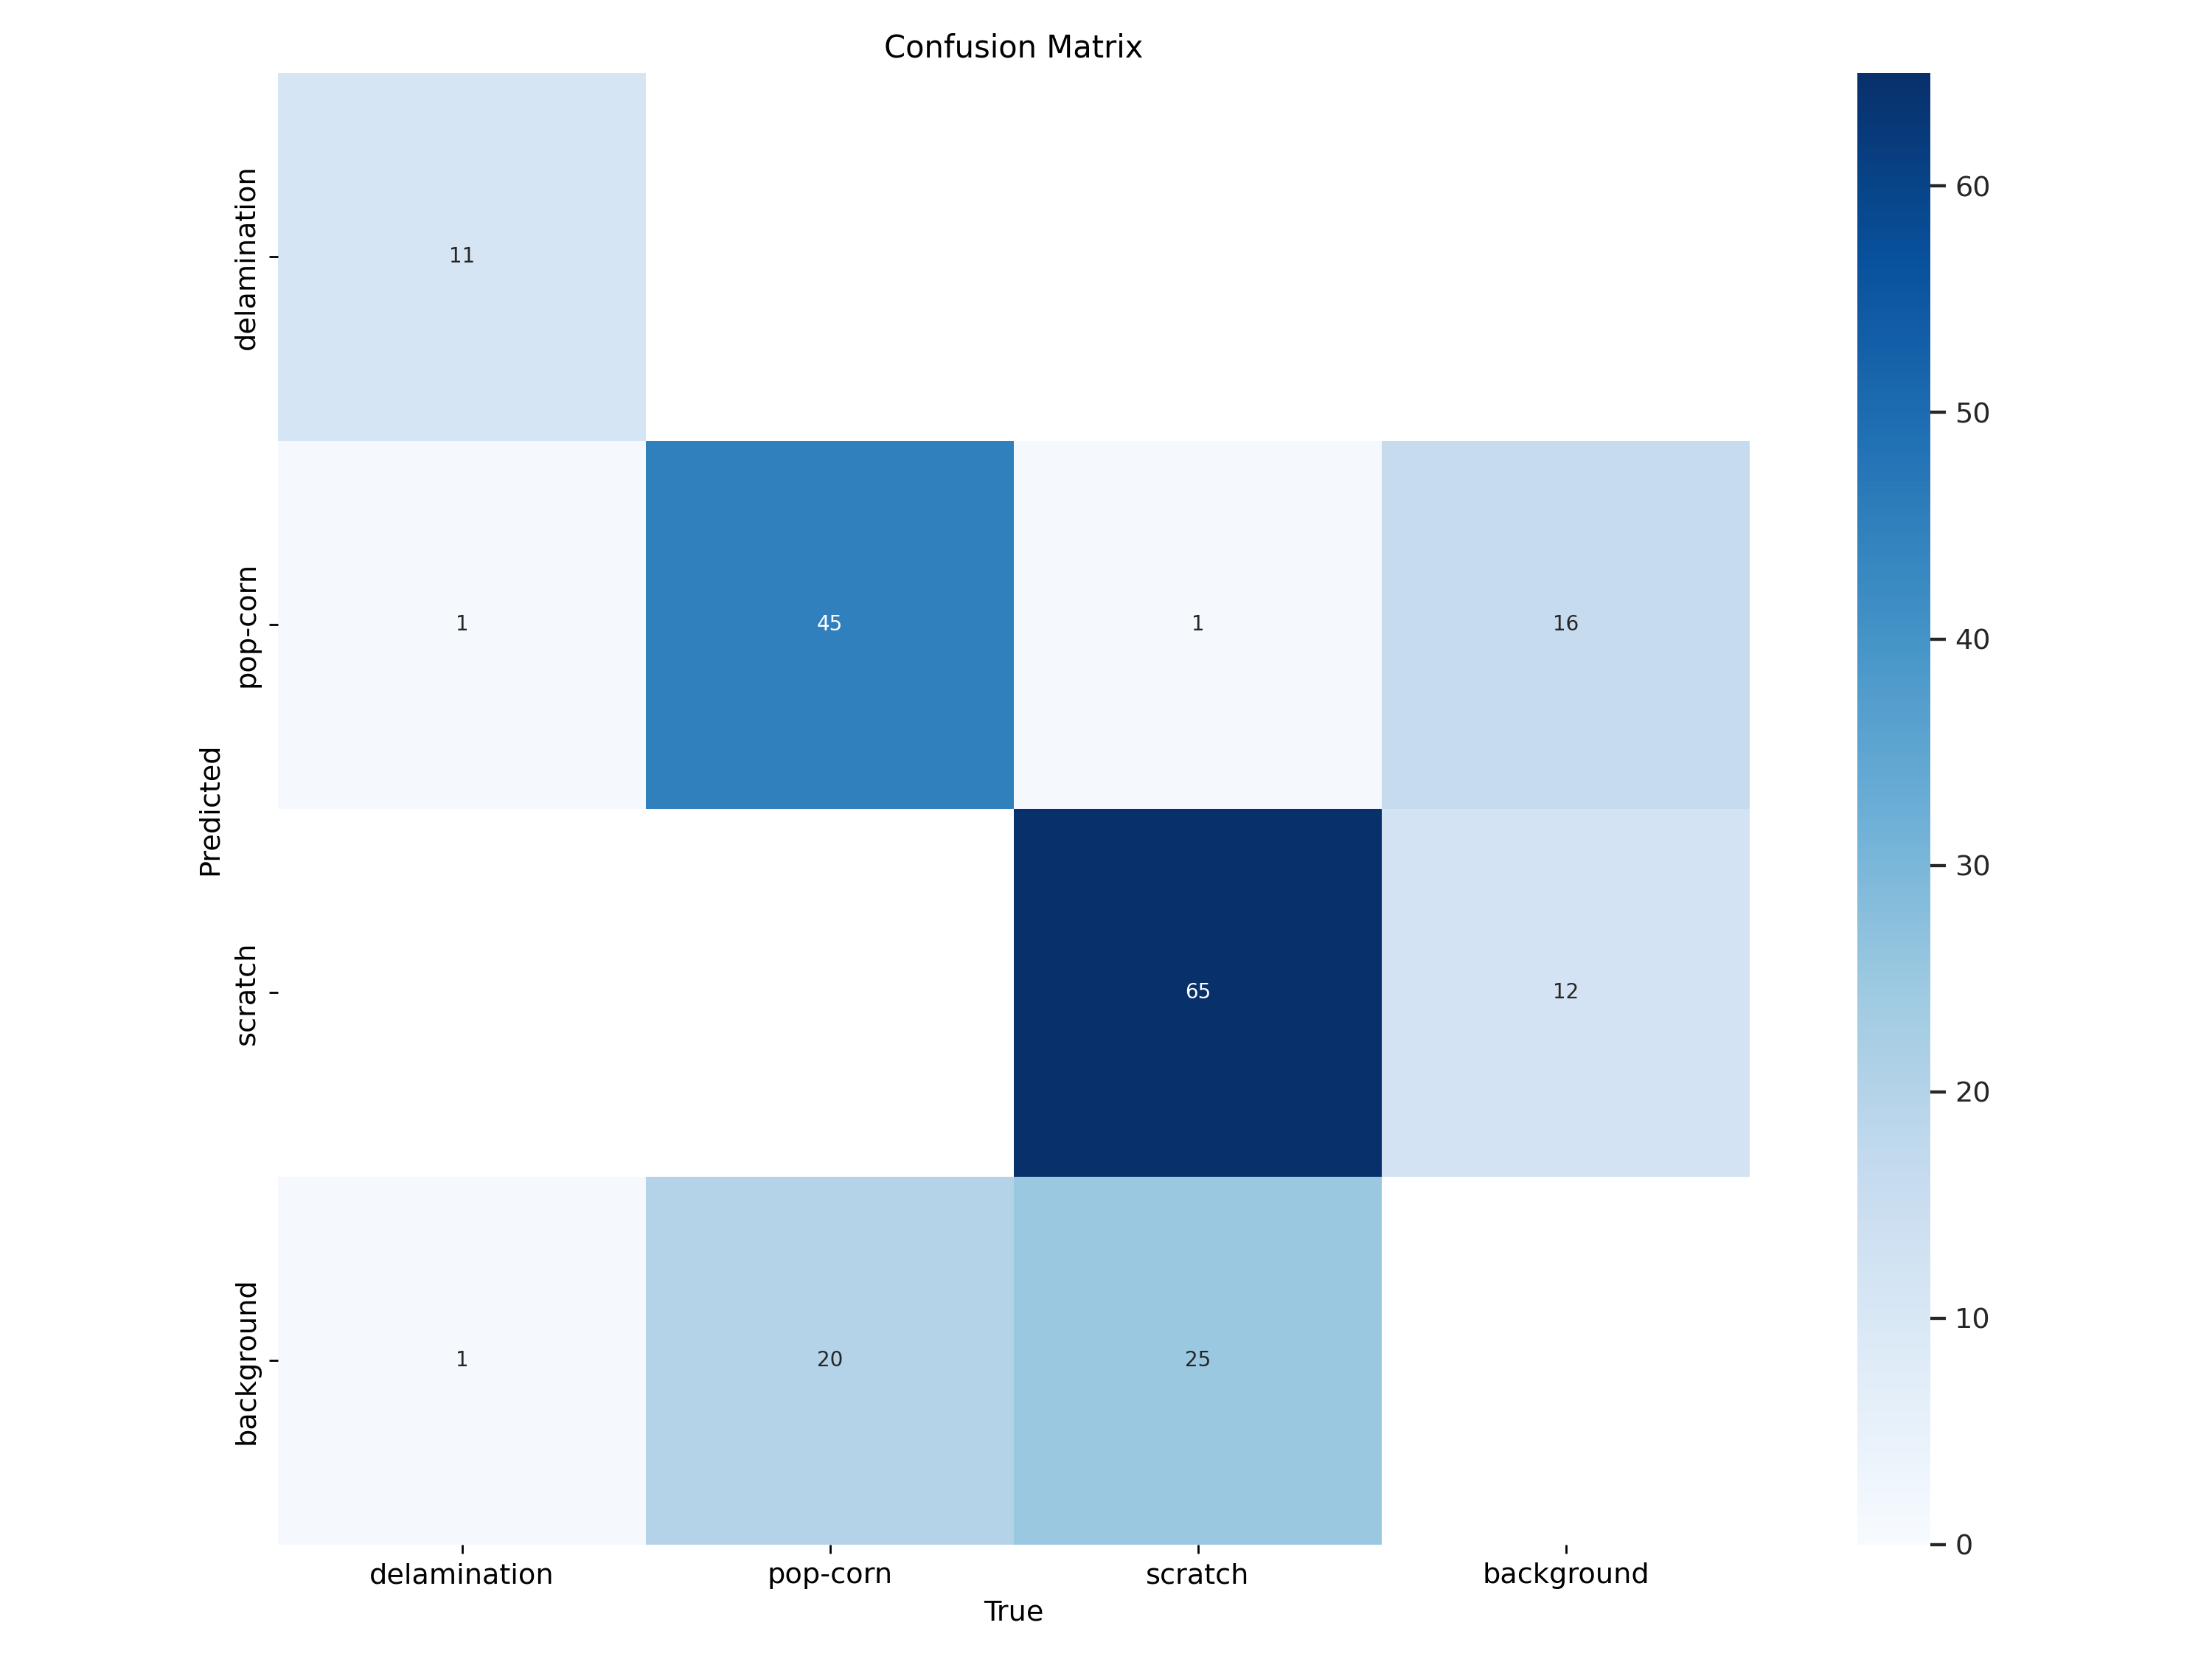 Confusion Matrix
delamination
11
60
50
pop-corn
1
45
1
16
40
Predicted
30
scratch
65
12
20
background
1
20
25
10
0
delamination
pop-corn
scratch
background
True